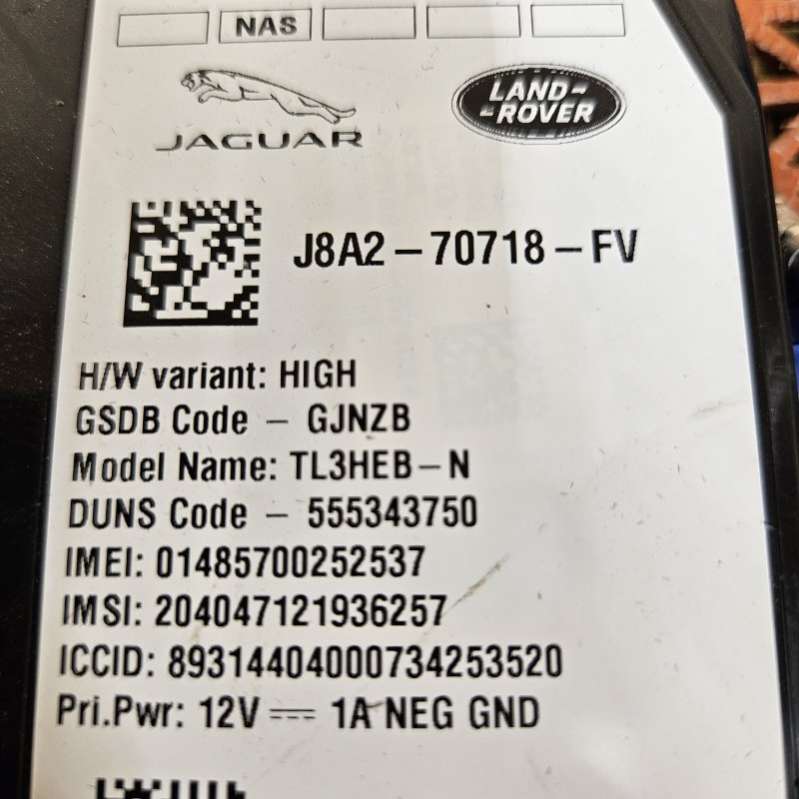 NAS
JAGUAR
LAND-
-ROVER
J8A2-70718-FV
H/W variant: HIGH
GSDB Code - GJNZB
Model Name: TL3HEB-N
DUNS Code - 555343750
IMEI: 01485700252537
IMSI: 204047121936257
ICCID: 89314404000734253520
Pri.Pwr: 12V ⎓ 1A NEG GND